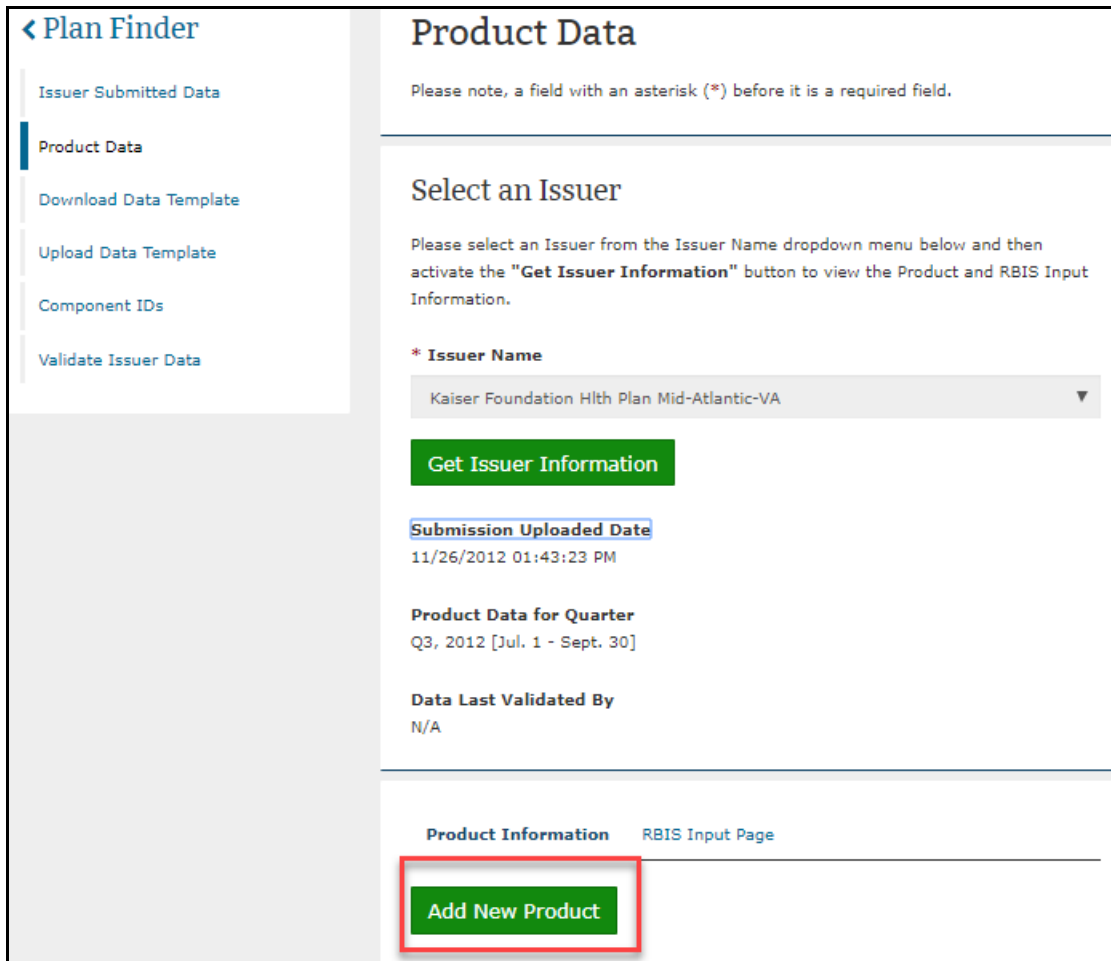 Plan Finder
Issuer Submitted Data
Product Data
Download Data Template
Upload Data Template
Component IDs
Validate Issuer Data
Product Data
Please note, a field with an asterisk (*) before it is a required field.
Select an Issuer
Please select an Issuer from the Issuer Name dropdown menu below and then
activate the "Get Issuer Information" button to view the Product and RBIS Input
Information.
* Issuer Name
Kaiser Foundation Hlth Plan Mid-Atlantic-VA
Get Issuer Information
Submission Uploaded Date
11/26/2012 01:43:23 PM
Product Data for Quarter
Q3, 2012 [Jul. 1 - Sept. 30]
Data Last Validated By
N/A
Product Information RBIS Input Page
Add New Product